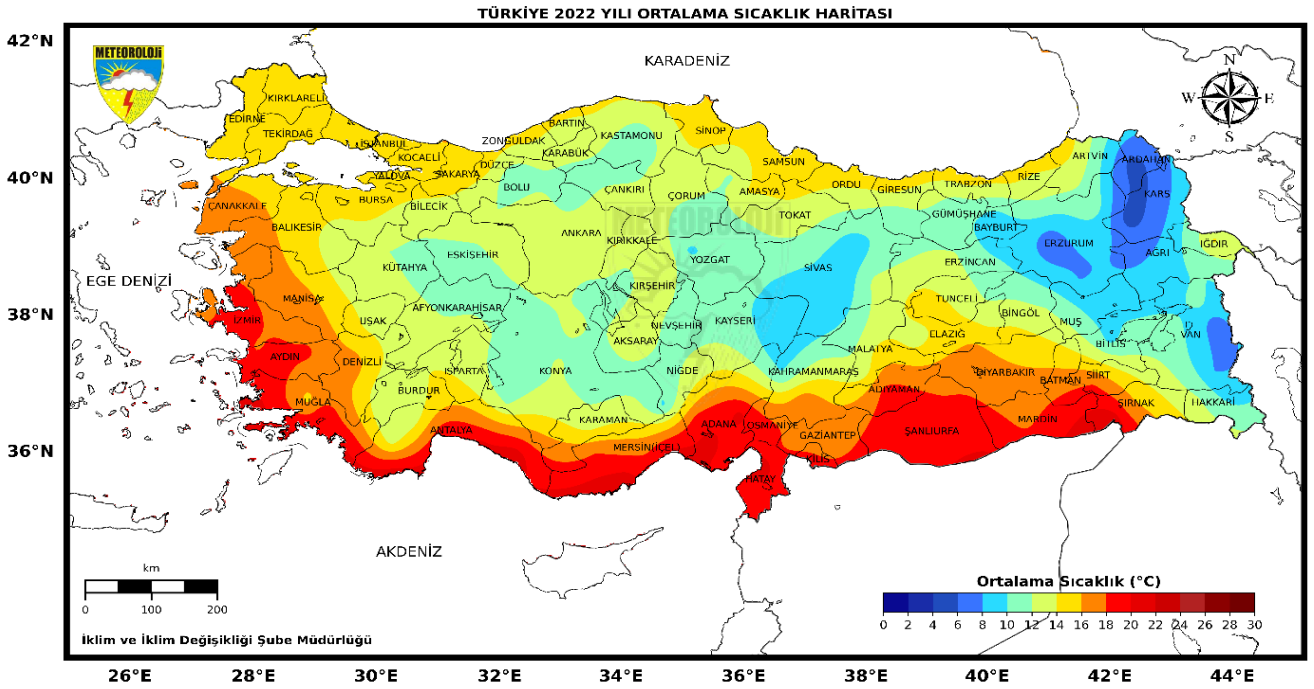 TÜRKİYE 2022 YILI ORTALAMA SICAKLIK HARİTASI
42°N
40°N
38°N
36°N
METEOROLOJİ
KARADENİZ
N
W E
S
EGE DENİZİ
AKDENİZ
KIRKLARELİ
EDİRNE
TEKİRDAĞ
İSTANBUL
KOCAELİ
YALOVA
SAKARYA
DÜZCE
ZONGULDAK
BARTIN
KARABÜK
KASTAMONU
SİNOP
SAMSUN
BOLU
ÇANKIRI
ÇORUM
AMASYA
TOKAT
ORDU
GİRESUN
TRABZON
RİZE
ARTVİN
ARDAHAN
KARS
GÜMÜŞHANE
BAYBURT
ERZURUM
AĞRI
IĞDIR
ÇANAKKALE
BALIKESİR
BURSA
BİLECİK
ANKARA
KIRIKKALE
METEOROLOJİ
YOZGAT
SİVAS
ERZİNCAN
KÜTAHYA
ESKİŞEHİR
KIRŞEHİR
TUNCELİ
BİNGÖL
MUŞ
BİTLİS
VAN
MANİSA
İZMİR
UŞAK
AFYONKARAHİSAR
AKSARAY
NEVŞEHİR
KAYSERİ
MALATYA
ELAZIĞ
AYDIN
DENİZLİ
ISPARTA
BURDUR
KONYA
NİĞDE
KAHRAMANMARAŞ
ADIYAMAN
DİYARBAKIR
BATMAN
SİİRT
ŞIRNAK
HAKKARİ
MUĞLA
ANTALYA
KARAMAN
MERSİN(İÇEL)
ADANA
OSMANİYE
GAZİANTEP
KİLİS
ŞANLIURFA
MARDİN
HATAY
km
0 100 200
İklim ve İklim Değişikliği Şube Müdürlüğü
Ortalama Sıcaklık (°C)
0 2 4 6 8 10 12 14 16 18 20 22 24 26 28 30
26°E 28°E 30°E 32°E 34°E 36°E 38°E 40°E 42°E 44°E